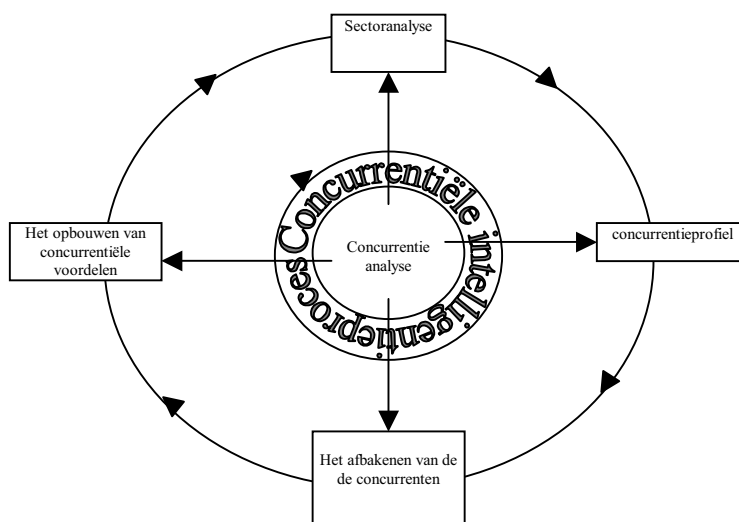 Sectoranalyse
Concurrentiële intelligentieproces
Het opbouwen van
concurrentiële
voordelen
Concurrentie
analyse
concurrentieprofiel
Het afbakenen van de
de concurrenten